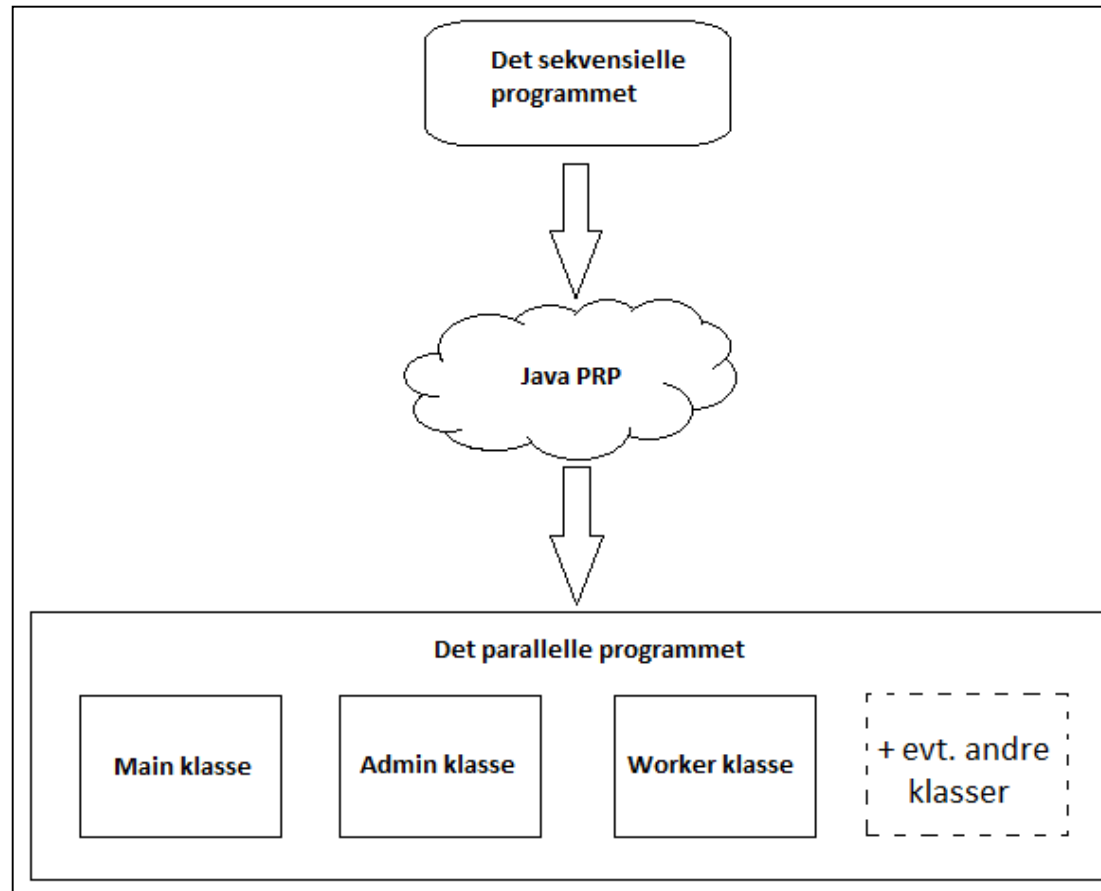 Det sekvensielle
programmet
Java PRP
Det parallelle programmet
Main klasse
Admin klasse
Worker klasse
+ evt. andre
klasser